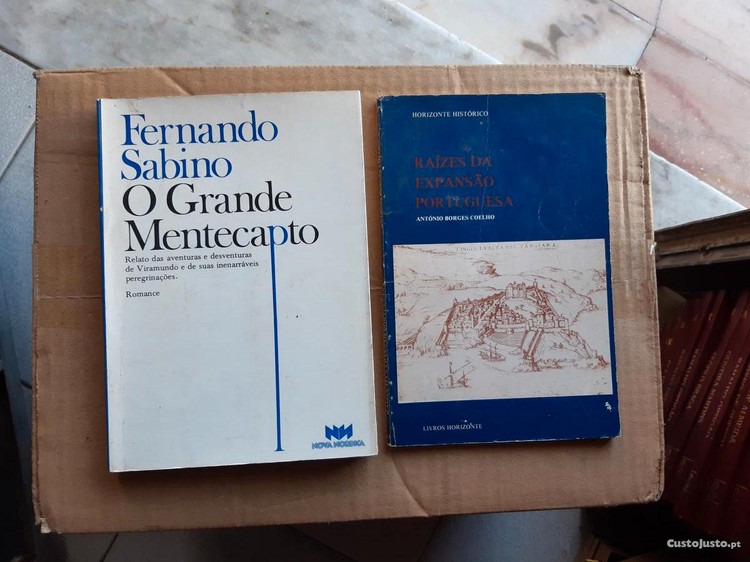 Fernando
Sabino
O Grande
Mentecapto
Relato das aventuras e desventuras
de Viramundo e de suas inenarráveis
peregrinações.
Romance
NOVA NORDIKA
HORIZONTE HISTÓRICO
RAÍZES DA
EXPANSÃO
PORTUGUESA
ANTÓNIO BORGES COELHO
LIVROS HORIZONTE
CustoJusto.pt